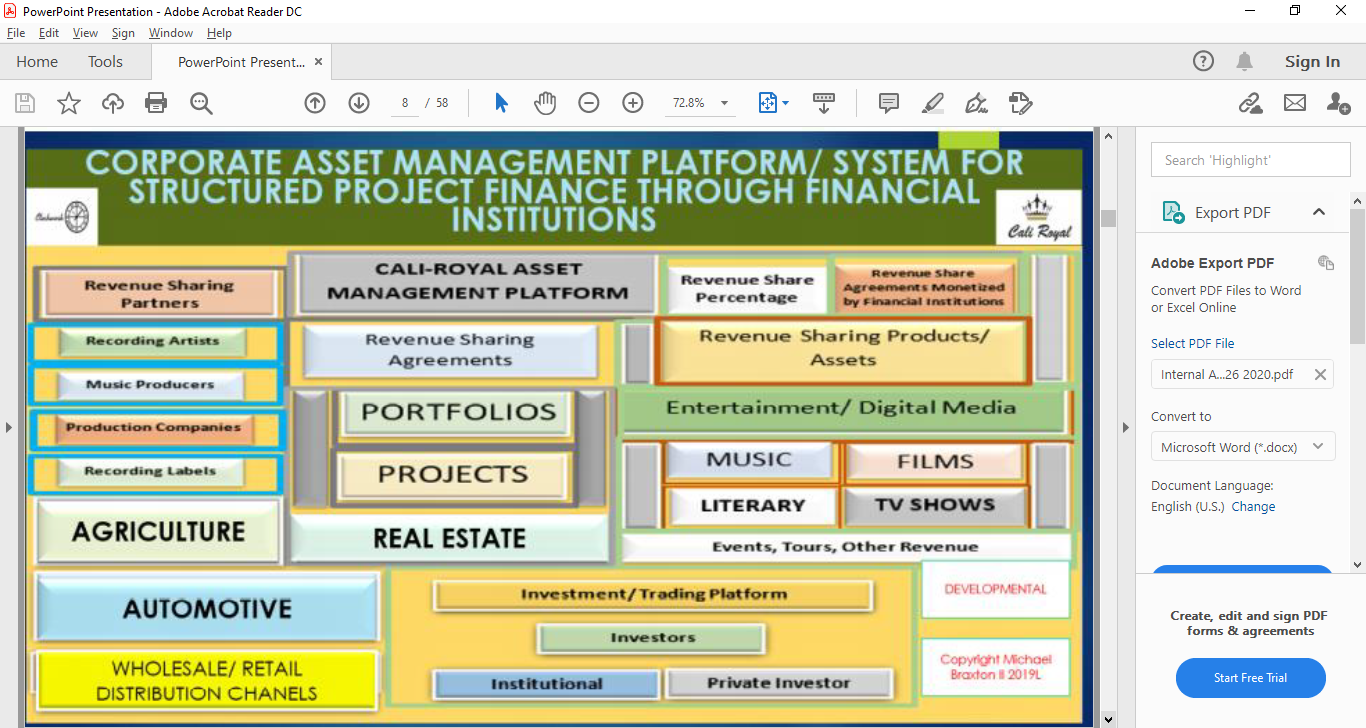 PowerPoint Presentation - Adobe Acrobat Reader DC
File Edit View Sign Window Help
Home Tools PowerPoint Present... ×
Sign In
8 / 58
72.8%
CORPORATE ASSET MANAGEMENT PLATFORM/ SYSTEM FOR
STRUCTURED PROJECT FINANCE THROUGH FINANCIAL
INSTITUTIONS
Cali Royal
Revenue Sharing
Partners
CALI-ROYAL ASSET
MANAGEMENT PLATFORM
Revenue Share
Percentage
Revenue Share
Agreements Monetized
by Financial Institutions
Recording Artists
Music Producers
Production Companies
Recording Labels
Revenue Sharing
Agreements
Revenue Sharing Products/
Assets
PORTFOLIOS
PROJECTS
Entertainment/ Digital Media
MUSIC
FILMS
LITERARY
TV SHOWS
AGRICULTURE
REAL ESTATE
Events, Tours, Other Revenue
AUTOMOTIVE
WHOLESALE/ RETAIL
DISTRIBUTION CHANELS
Investment/Trading Platform
Investors
Institutional
Private Investor
DEVELOPMENTAL
Copyright Michael
Braxton II 2019L
Search 'Highlight'
Export PDF
Adobe Export PDF
Convert PDF Files to Word
or Excel Online
Select PDF File
Internal A...26 2020.pdf
Convert to
Microsoft Word (*.docx)
Document Language:
English (U.S.) Change
Create, edit and sign PDF
forms & agreements
Start Free Trial